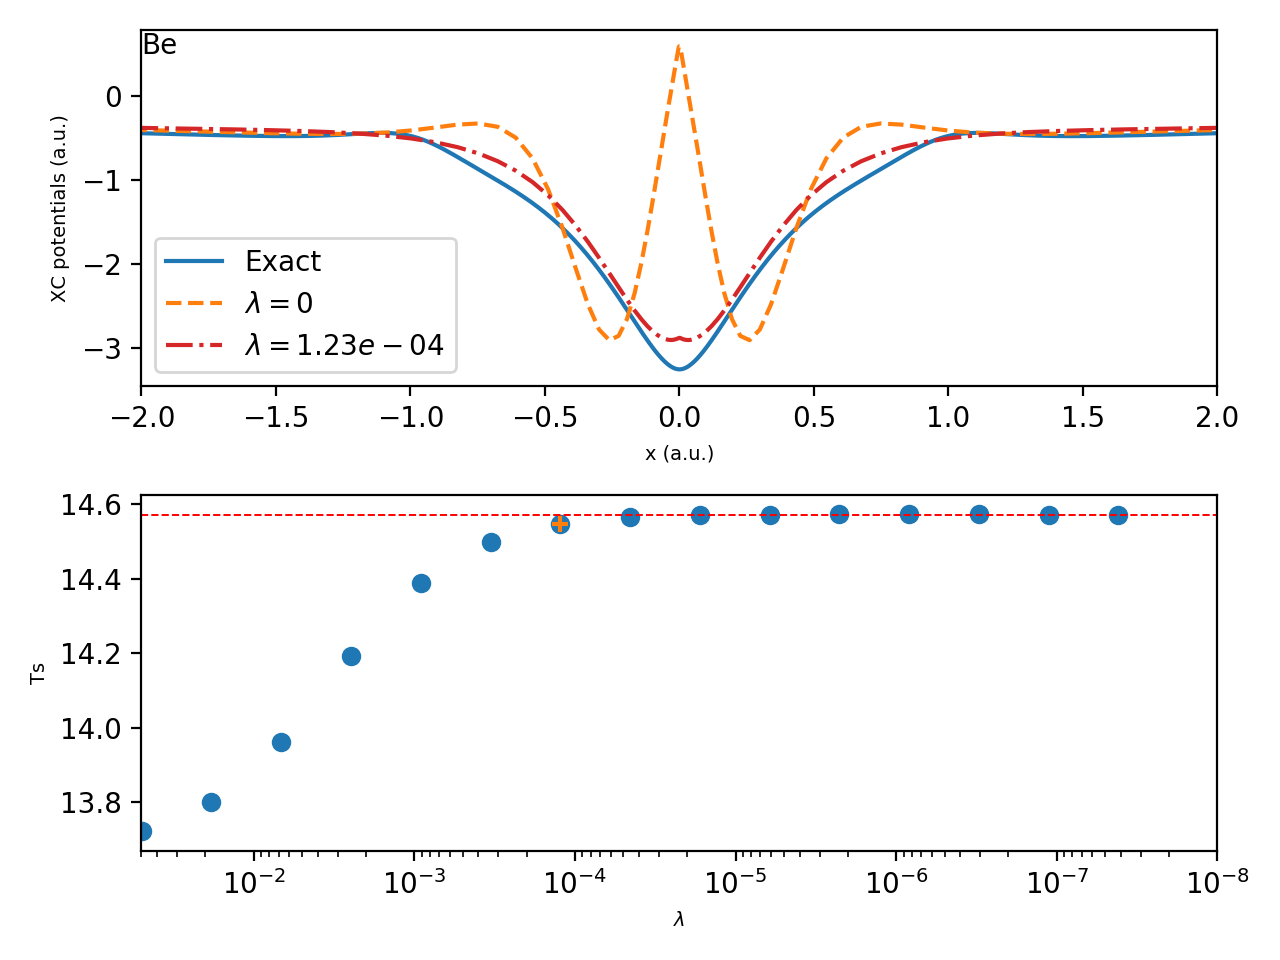 Be
XC potentials (a.u.)
0
−1
−2
−3
Exact
λ = 0
λ = 1.23e − 04
−2.0 −1.5 −1.0 −0.5 0.0 0.5 1.0 1.5 2.0
x (a.u.)
Ts
14.6
14.4
14.2
14.0
13.8
10⁻² 10⁻³ 10⁻⁴ 10⁻⁵ 10⁻⁶ 10⁻⁷ 10⁻⁸
λ